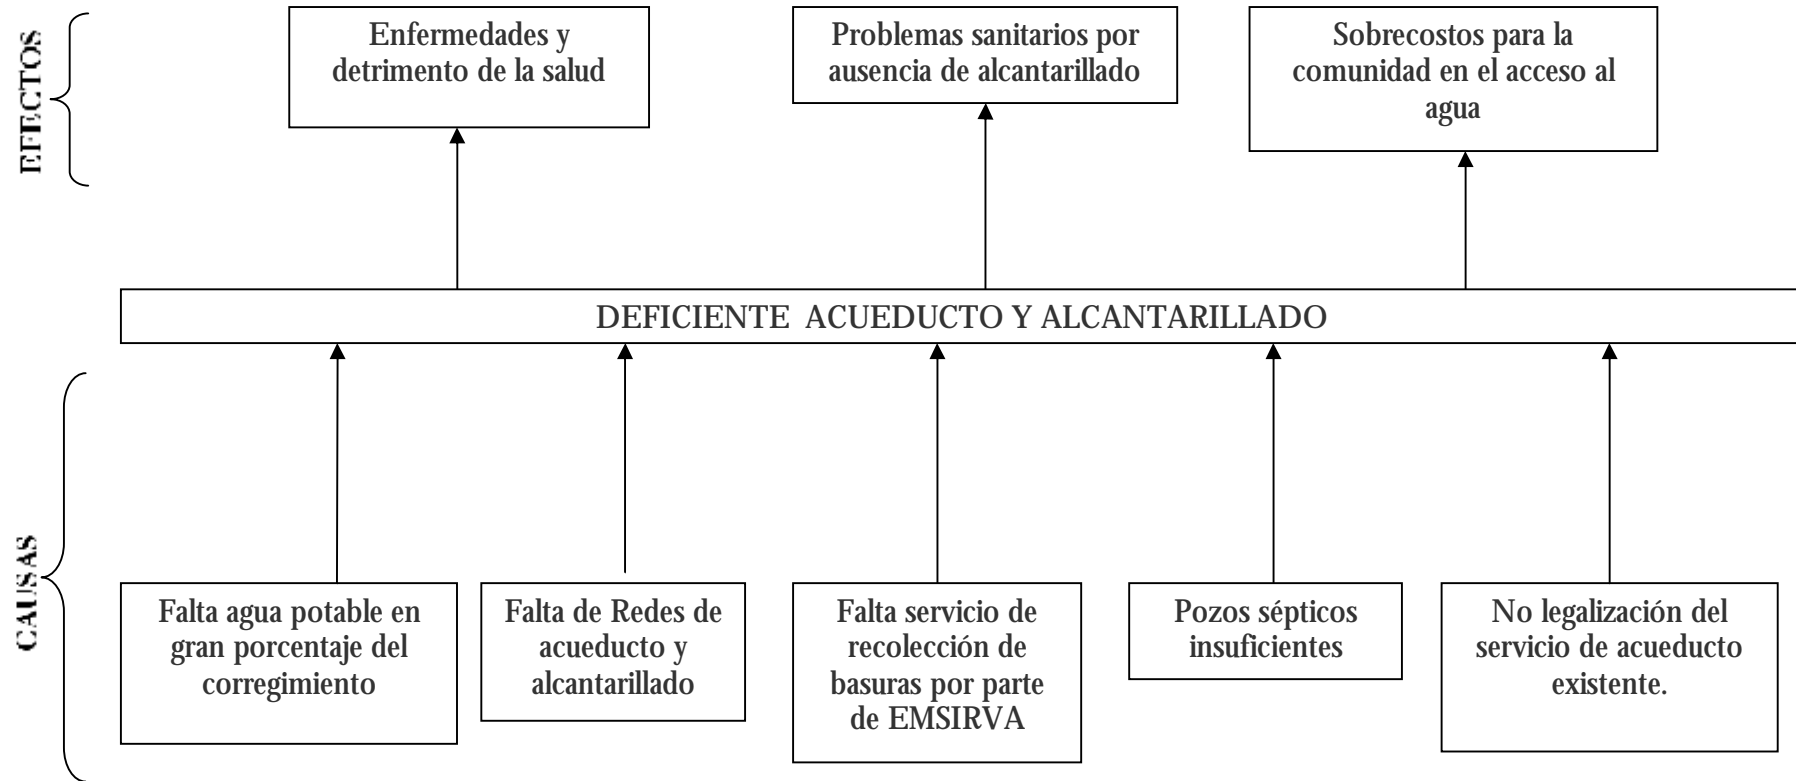 EFECTOS
Enfermedades y
detrimento de la salud
Problemas sanitarios por
ausencia de alcantarillado
Sobrecostos para la
comunidad en el acceso al
agua
DEFICIENTE ACUEDUCTO Y ALCANTARILLADO
CAUSAS
Falta agua potable en
gran porcentaje del
corregimiento
Falta de Redes de
acueducto y
alcantarillado
Falta servicio de
recolección de
basuras por parte
de EMSIRVA
Pozos sépticos
insuficientes
No legalización del
servicio de acueducto
existente.